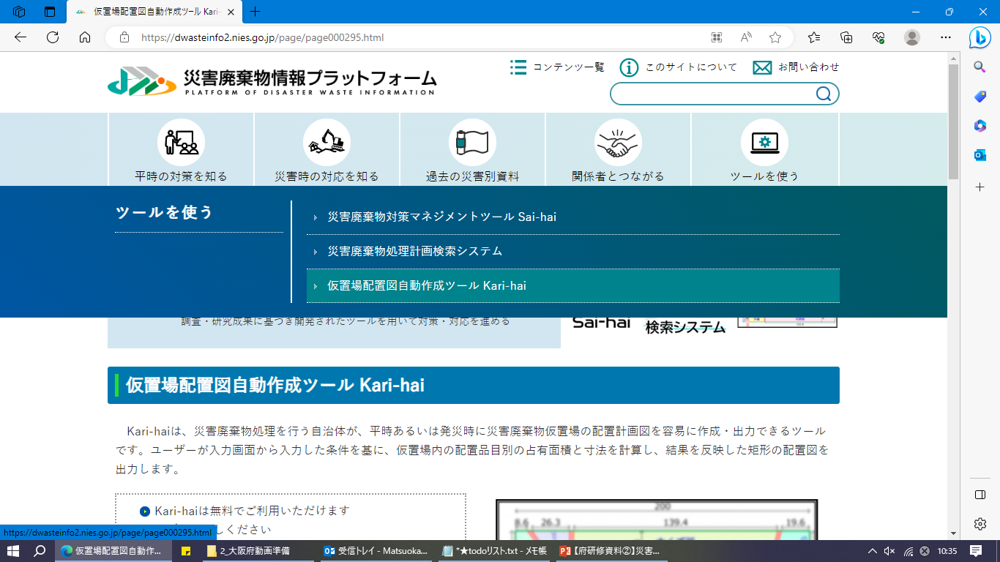 仮置場配置図自動作成ツール Kari-
https://dwasteinfo2.nies.go.jp/page/page000295.html
災害廃棄物情報プラットフォーム
PLATFORM OF DISASTER WASTE INFORMATION
コンテンツ一覧
このサイトについて
お問い合わせ
平時の対策を知る
災害時の対応を知る
過去の災害別資料
関係者とつながる
ツールを使う
ツールを使う
災害廃棄物対策マネジメントツール Sai-hai
災害廃棄物処理計画検索システム
仮置場配置図自動作成ツール Kari-hai
調査・研究成果に基づき開発されたツールを用いて対策・対応を進める
Sai-hai
検索システム
仮置場配置図自動作成ツール Kari-hai
Kari-haiは、災害廃棄物処理を行う自治体が、平時あるいは発災時に災害廃棄物仮置場の配置計画図を容易に作成・出力できるツール
です。ユーザーが入力画面から入力した条件を基に、仮置場内の配置品目別の占有面積と寸法を計算し、結果を反映した矩形の配置図を
出力します。
Kari-haiは無料でご利用いただけます
しください
200
8.6 26.3 139.4 19.6
https://dwasteinfo2.nies.go.jp/page/page000295.html
仮置場配置図自動作...
2_大阪府動画準備
受信トレイ - Matsuoka...
*★todoリスト.txt - メモ帳
【府研修資料②】災害...
10:35